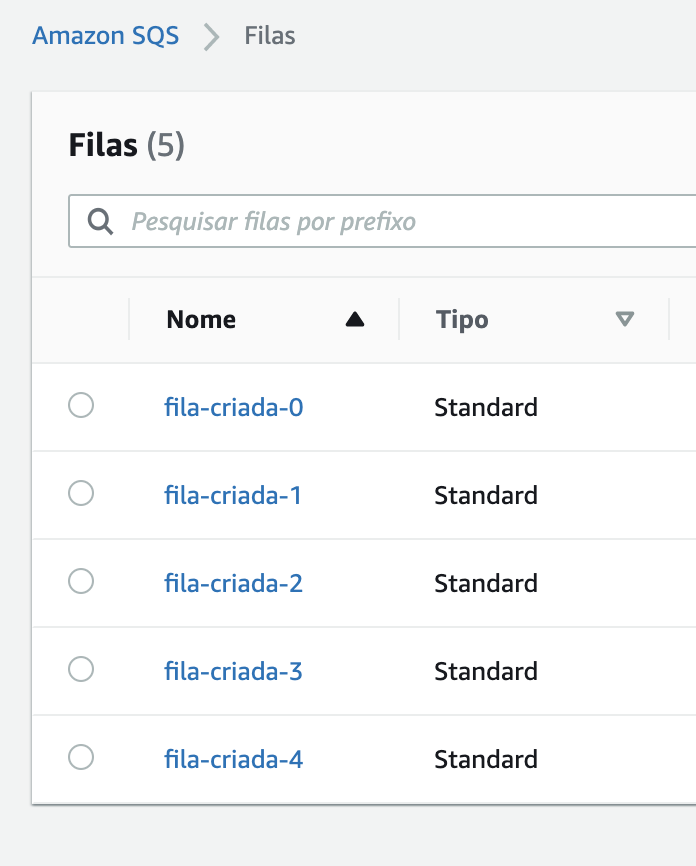 Amazon SQS > Filas
Filas (5)
Pesquisar filas por prefixo
Nome Tipo
fila-criada-0 Standard
fila-criada-1 Standard
fila-criada-2 Standard
fila-criada-3 Standard
fila-criada-4 Standard